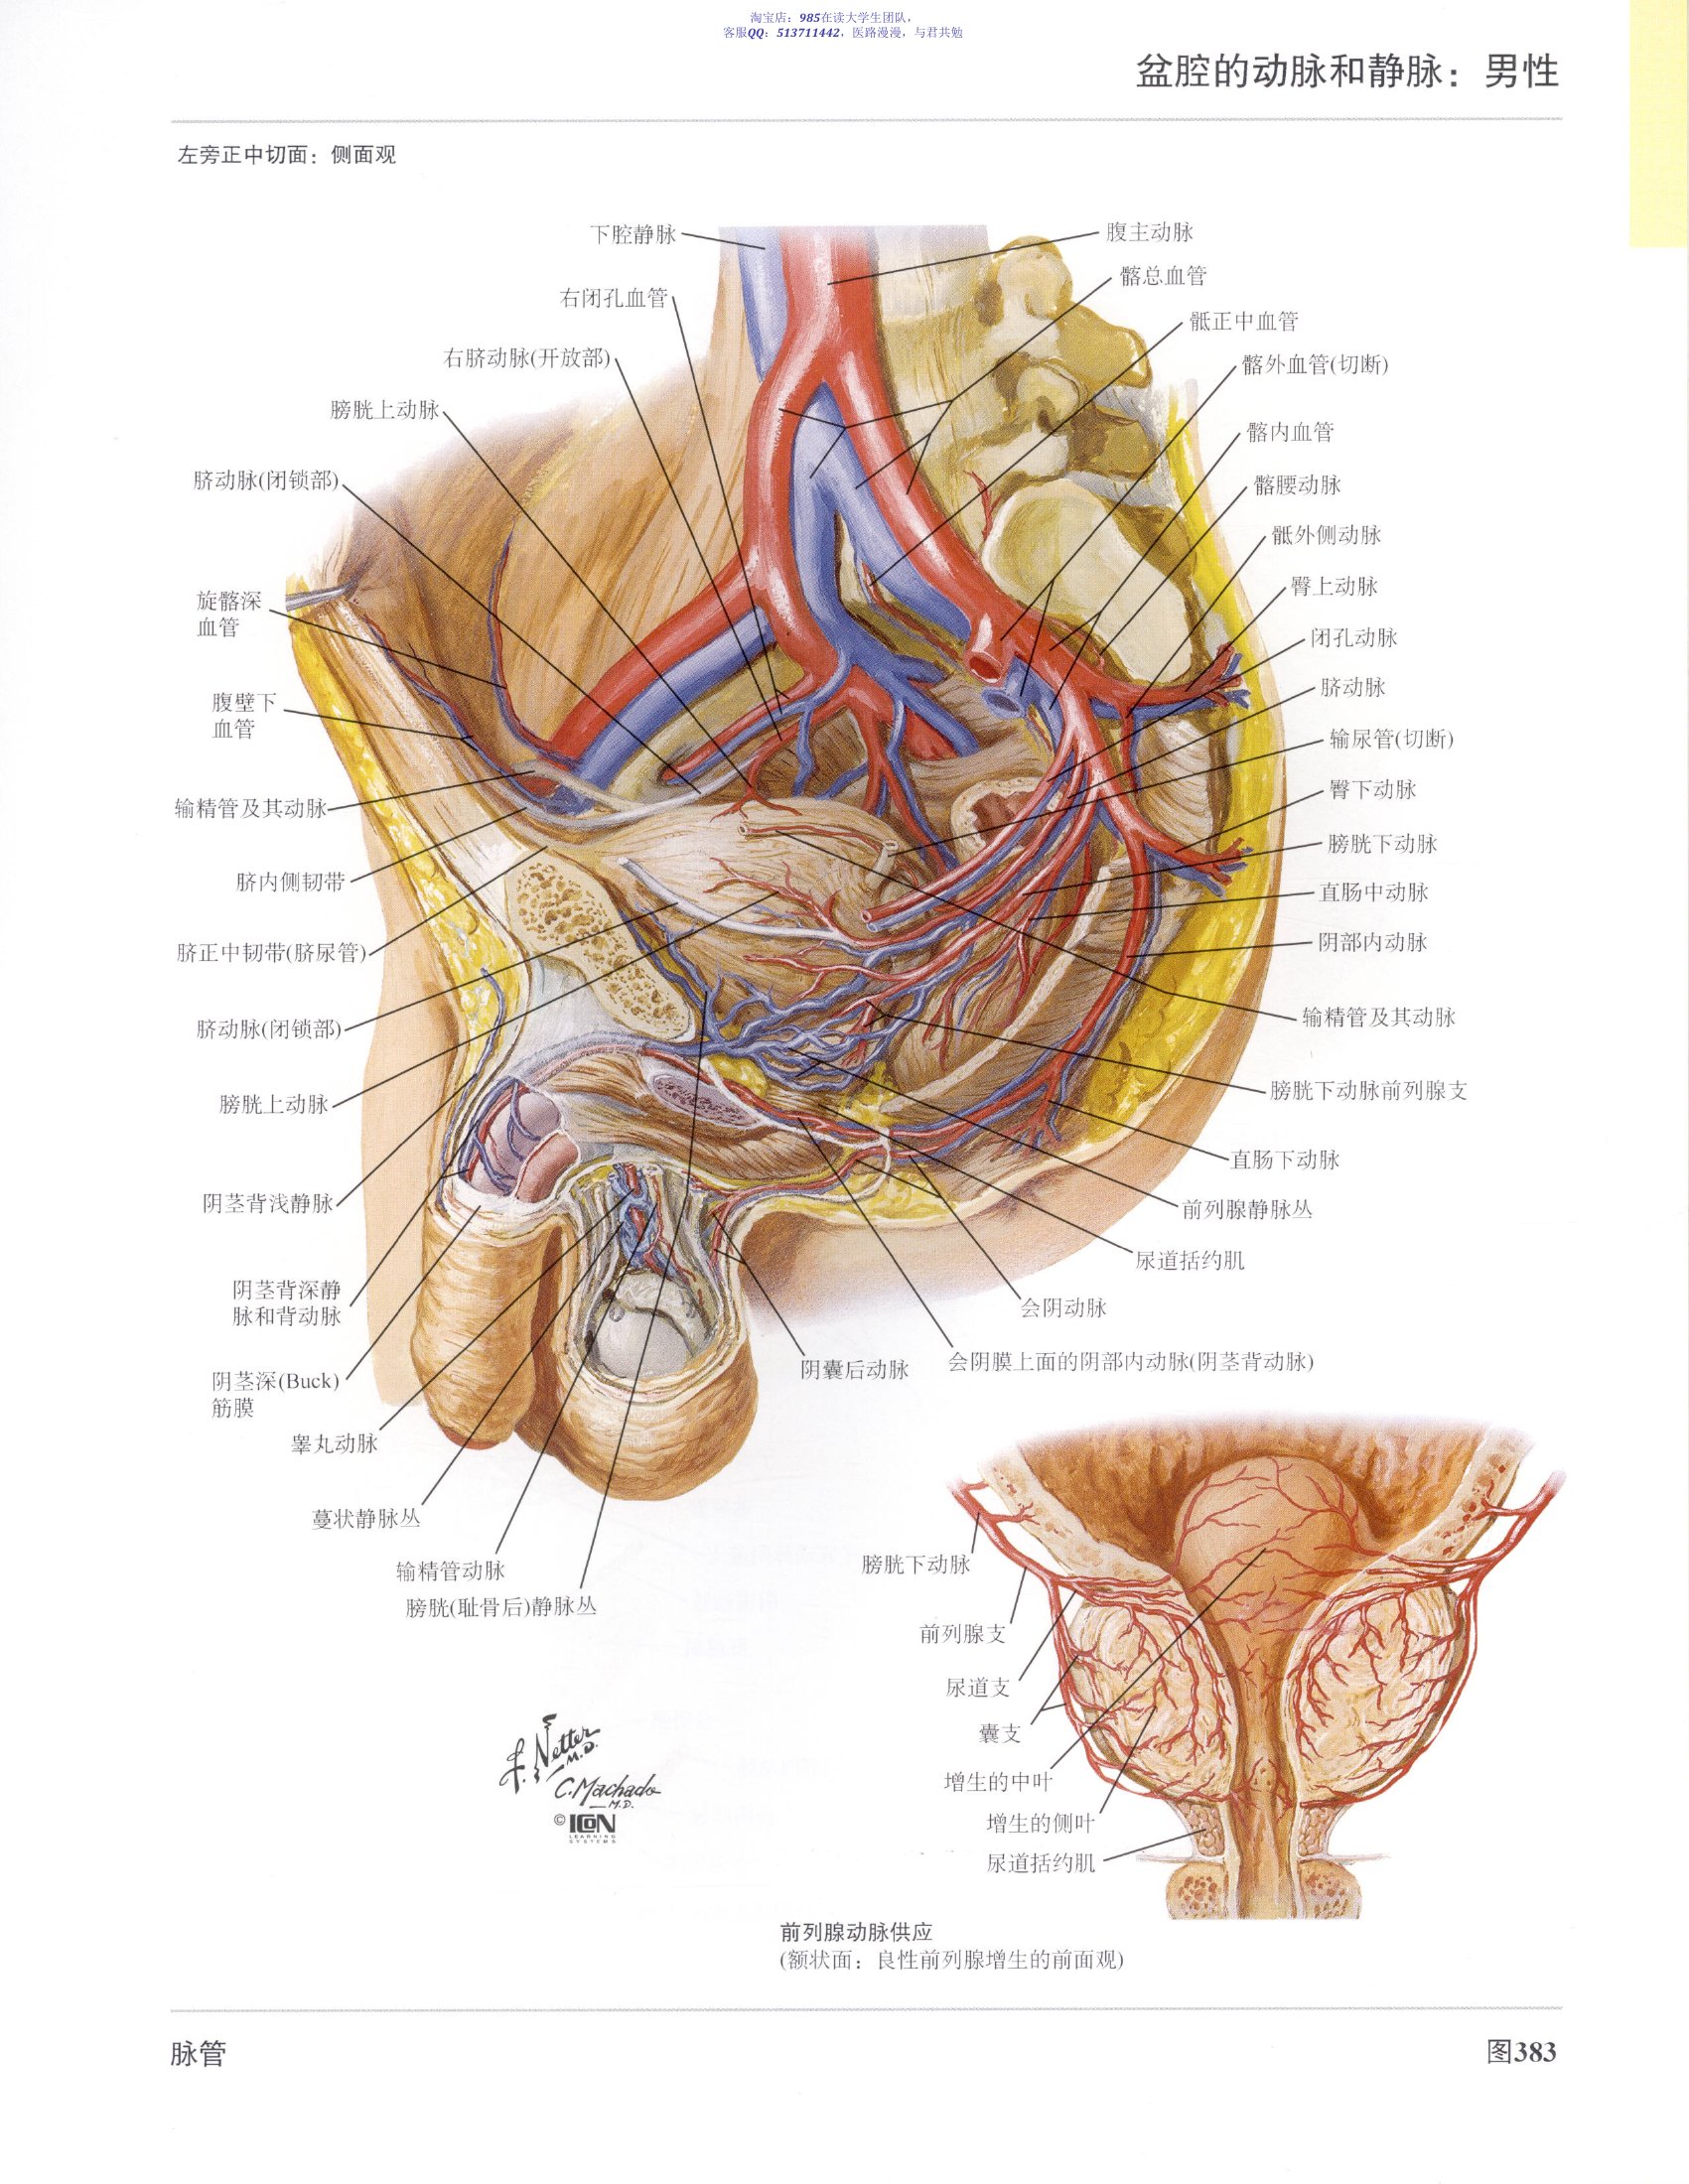 淘宝店：985在读大学生团队，
客服QQ：513711442，医路漫漫，与君共勉
盆腔的动脉和静脉：男性
左旁正中切面：侧面观
下腔静脉
右闭孔血管
右脐动脉(开放部)
膀胱上动脉
脐动脉(闭锁部)
旋髂深
血管
腹壁下
血管
输精管及其动脉
脐内侧韧带
脐正中韧带(脐尿管)
脐动脉(闭锁部)
膀胱上动脉
阴茎背浅静脉
阴茎背深静
脉和背动脉
阴茎深(Buck)
筋膜
睾丸动脉
蔓状静脉丛
输精管动脉
膀胱(耻骨后)静脉丛
腹主动脉
髂总血管
骶正中血管
髂外血管(切断)
髂内血管
髂腰动脉
骶外侧动脉
臀上动脉
闭孔动脉
脐动脉
输尿管(切断)
臀下动脉
膀胱下动脉
直肠中动脉
阴部内动脉
输精管及其动脉
膀胱下动脉前列腺支
直肠下动脉
前列腺静脉丛
尿道括约肌
会阴动脉
会阴膜上面的阴部内动脉(阴茎背动脉)
阴囊后动脉
膀胱下动脉
前列腺支
尿道支
囊支
增生的中叶
增生的侧叶
尿道括约肌
F. Netter
M.D.
C. Machado
M.D.
© ICON
LEARNING
SYSTEMS
前列腺动脉供应
(额状面：良性前列腺增生的前面观)
脉管
图383